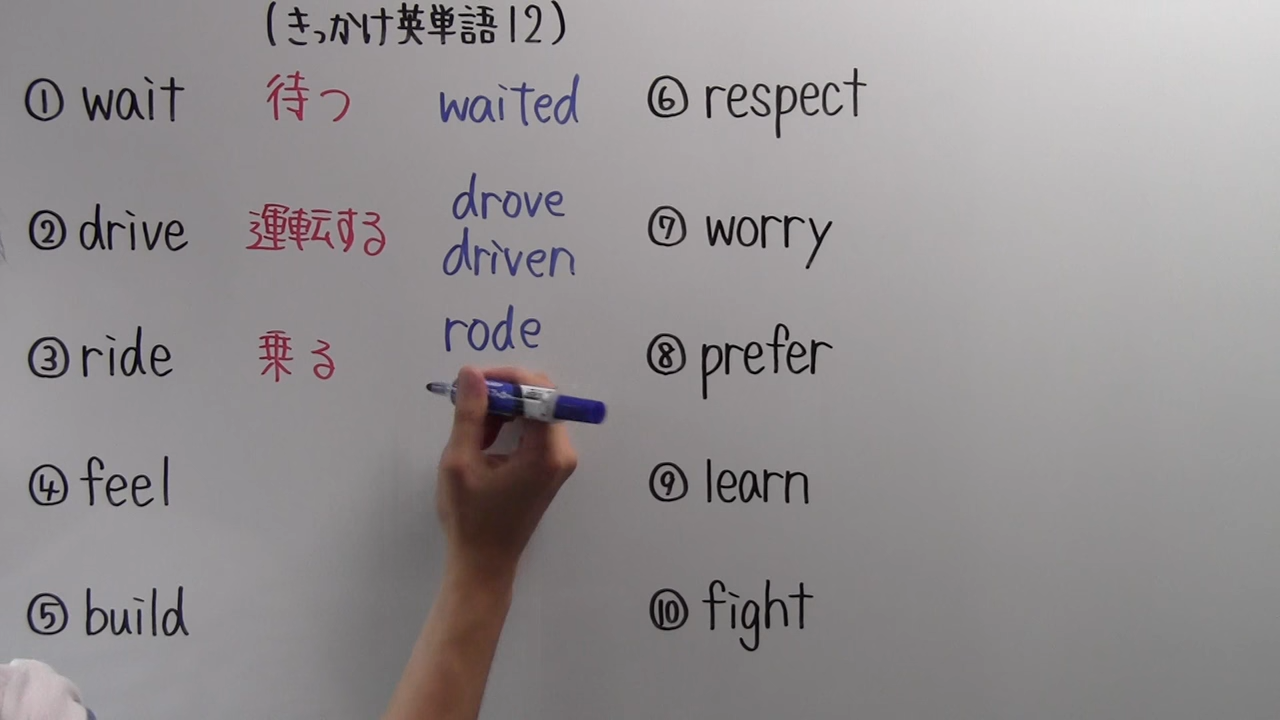 (きっかけ英単語12)
① wait 待つ waited
② drive 運転する drove
driven
③ ride 乗る rode
④ feel
⑤ build
⑥ respect
⑦ worry
⑧ prefer
⑨ learn
⑩ fight